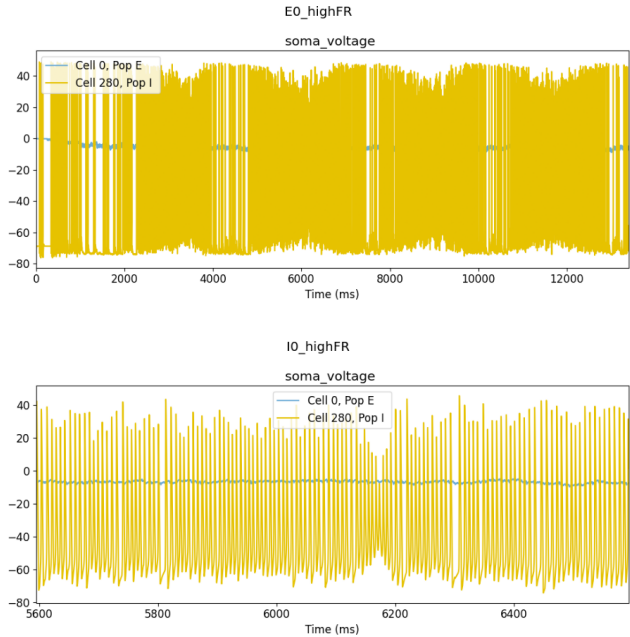 E0_highFR
soma_voltage
Cell 0, Pop E
Cell 280, Pop I
40
20
0
−20
−40
−60
−80
0 2000 4000 6000 8000 10000 12000
Time (ms)
I0_highFR
soma_voltage
Cell 0, Pop E
Cell 280, Pop I
40
20
0
−20
−40
−60
−80
5600 5800 6000 6200 6400
Time (ms)